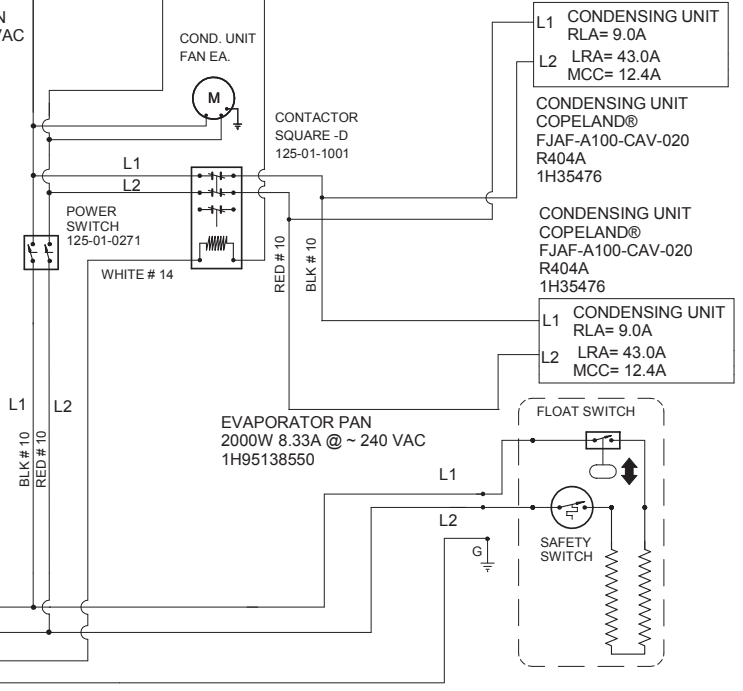 N
VAC
COND. UNIT
FAN EA.
M
CONTACTOR
SQUARE -D
125-01-1001
L1 CONDENSING UNIT
RLA= 9.0A
L2 LRA= 43.0A
MCC= 12.4A
CONDENSING UNIT
COPELAND®
FJAF-A100-CAV-020
R404A
1H35476
L1
L2
POWER
SWITCH
125-01-0271
WHITE # 14
RED # 10
BLK # 10
CONDENSING UNIT
COPELAND®
FJAF-A100-CAV-020
R404A
1H35476
L1 CONDENSING UNIT
RLA= 9.0A
L2 LRA= 43.0A
MCC= 12.4A
L1 L2
BLK # 10
RED # 10
EVAPORATOR PAN
2000W 8.33A @ ~ 240 VAC
1H95138550
FLOAT SWITCH
L1
L2
G
SAFETY
SWITCH